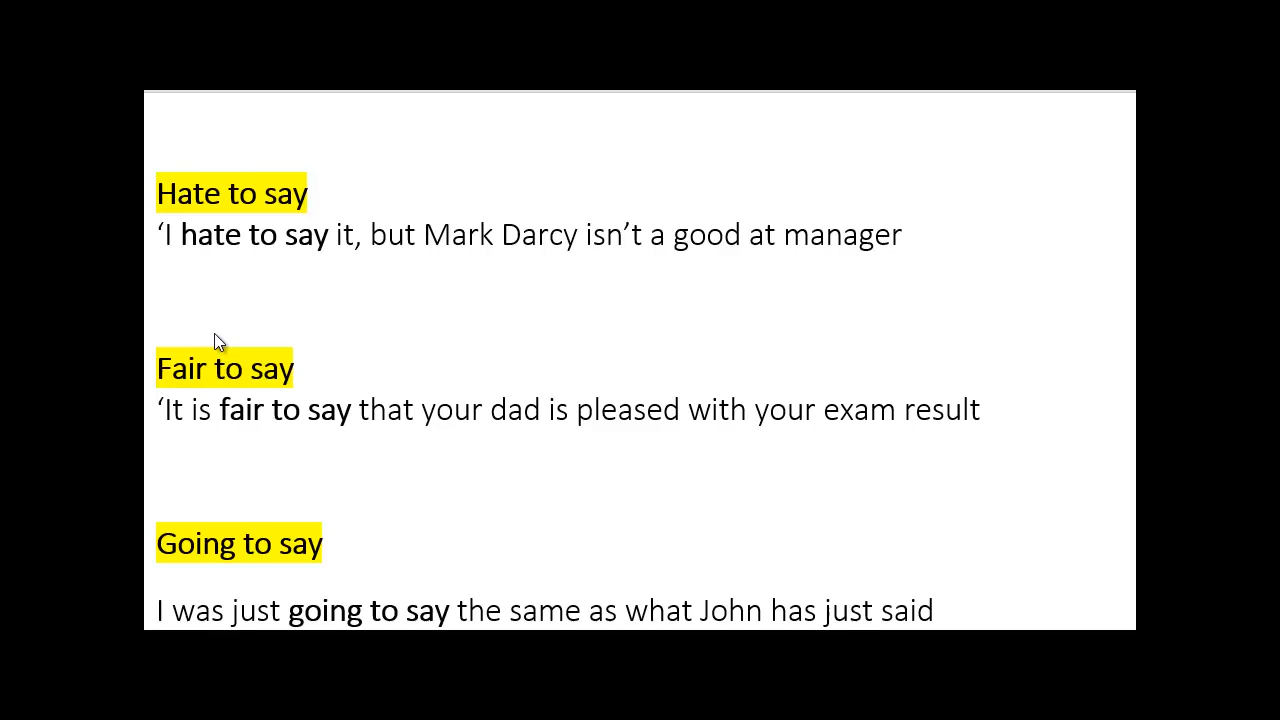 Hate to say
‘I hate to say it, but Mark Darcy isn’t a good at manager
Fair to say
‘It is fair to say that your dad is pleased with your exam result
Going to say
I was just going to say the same as what John has just said